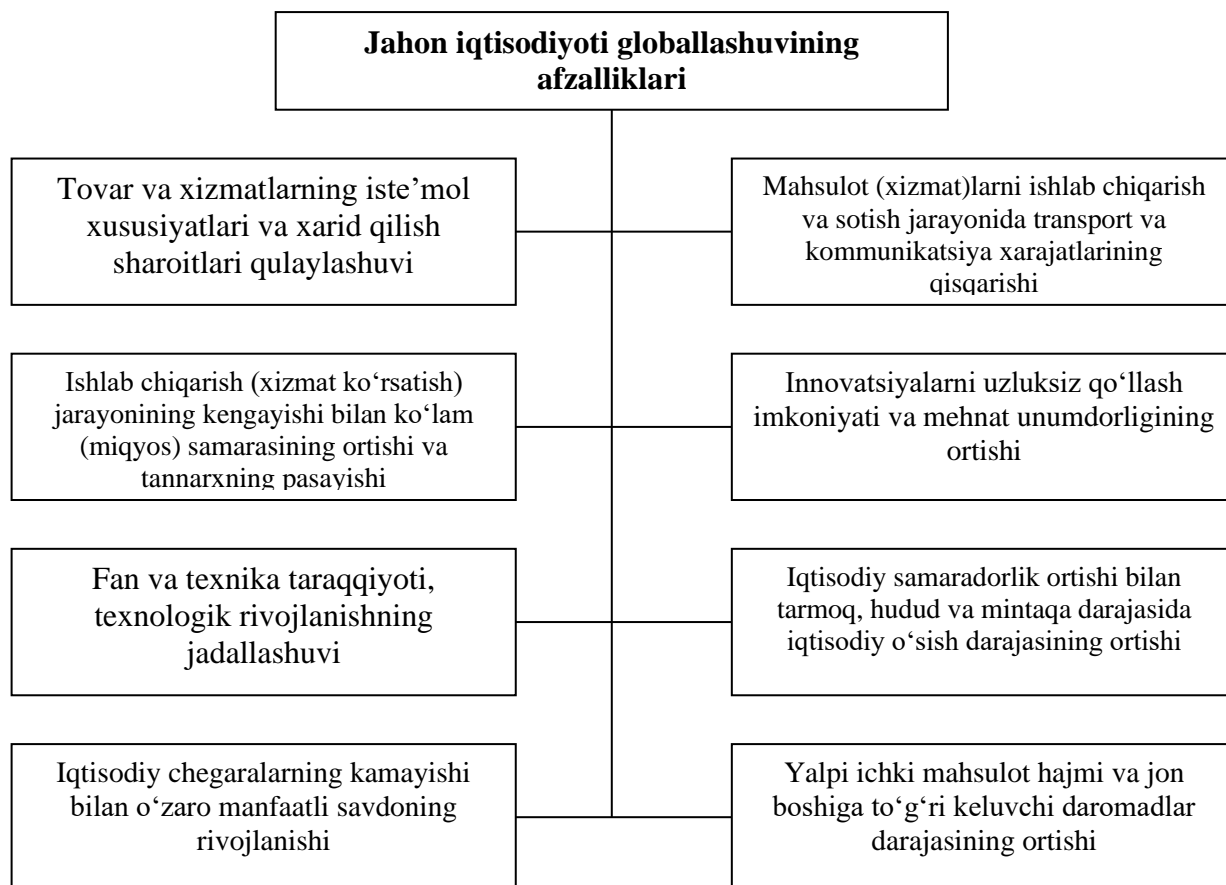 Jahon iqtisodiyoti globallashuvining
afzalliklari
Tovar va xizmatlarning iste’mol
xususiyatlari va xarid qilish
sharoitlari qulaylashuvi
Mahsulot (xizmat)larni ishlab chiqarish
va sotish jarayonida transport va
kommunikatsiya xarajatlarining
qisqarishi
Ishlab chiqarish (xizmat ko‘rsatish)
jarayonining kengayishi bilan ko‘lam
(miqyos) samarasining ortishi va
tannarxning pasayishi
Innovatsiyalarni uzluksiz qo‘llash
imkoniyati va mehnat unumdorligining
ortishi
Fan va texnika taraqqiyoti,
texnologik rivojlanishning
jadallashuvi
Iqtisodiy samaradorlik ortishi bilan
tarmoq, hudud va mintaqa darajasida
iqtisodiy o‘sish darajasining ortishi
Iqtisodiy chegaralarning kamayishi
bilan o‘zaro manfaatli savdoning
rivojlanishi
Yalpi ichki mahsulot hajmi va jon
boshiga to‘g‘ri keluvchi daromadlar
darajasining ortishi